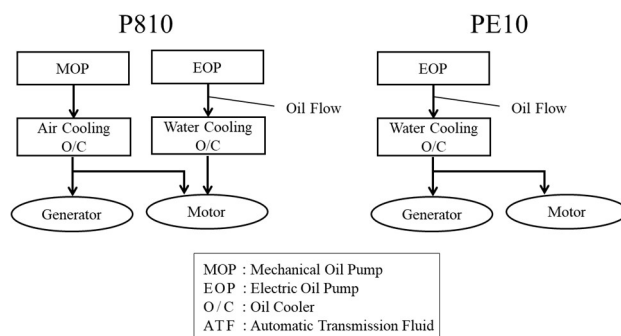 P810
PE10
MOP
EOP
EOP
Oil Flow
Oil Flow
Air Cooling
O/C
Water Cooling
O/C
Water Cooling
O/C
Generator
Motor
Generator
Motor
MOP : Mechanical Oil Pump
EOP : Electric Oil Pump
O/C : Oil Cooler
ATF : Automatic Transmission Fluid